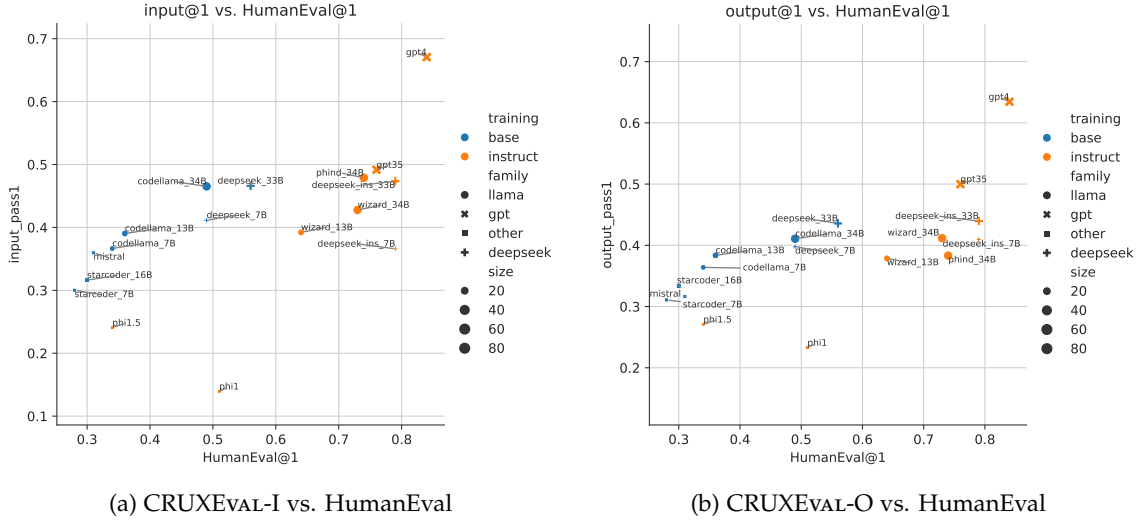 input@1 vs. HumanEval@1
0.7
0.6
0.5
0.4
0.3
0.2
0.1
input_pass1
gpt4
gpt35
phind_34B
deepseek_ins_33B
codellama_34B
deepseek_33B
wizard_34B
deepseek_7B
codellama_13B
wizard_13B
codellama_7B
deepseek_ins_7B
mistral
starcoder_16B
starcoder_7B
phi1.5
phi1
0.3
0.4
0.5
0.6
0.7
0.8
HumanEval@1
training
base
instruct
family
llama
gpt
other
deepseek
size
20
40
60
80
(a) CRUXEVAL-I vs. HumanEval
output@1 vs. HumanEval@1
0.7
0.6
0.5
0.4
0.3
0.2
output_pass1
gpt4
gpt35
deepseek_33B
deepseek_ins_33B
codellama_34B
wizard_34B
deepseek_ins_7B
codellama_13B
deepseek_7B
phind_34B
wizard_13B
codellama_7B
starcoder_16B
mistral
starcoder_7B
phi1.5
phi1
0.3
0.4
0.5
0.6
0.7
0.8
HumanEval@1
training
base
instruct
family
llama
gpt
other
deepseek
size
20
40
60
80
(b) CRUXEVAL-O vs. HumanEval